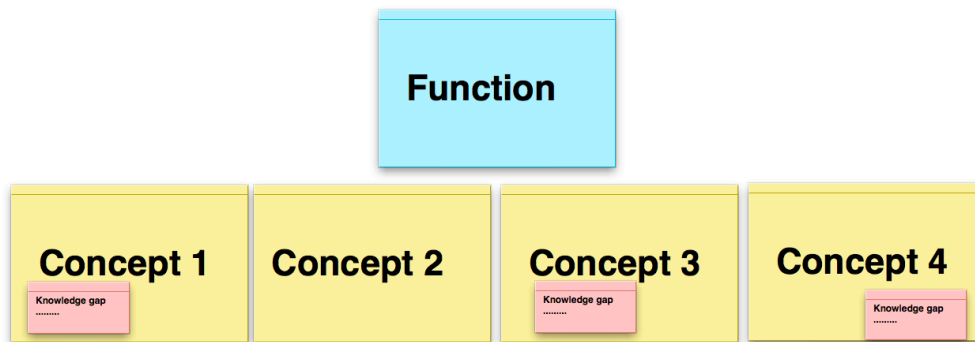 Function
Concept 1
Concept 2
Concept 3
Concept 4
Knowledge gap
.........
Knowledge gap
.........
Knowledge gap
.........